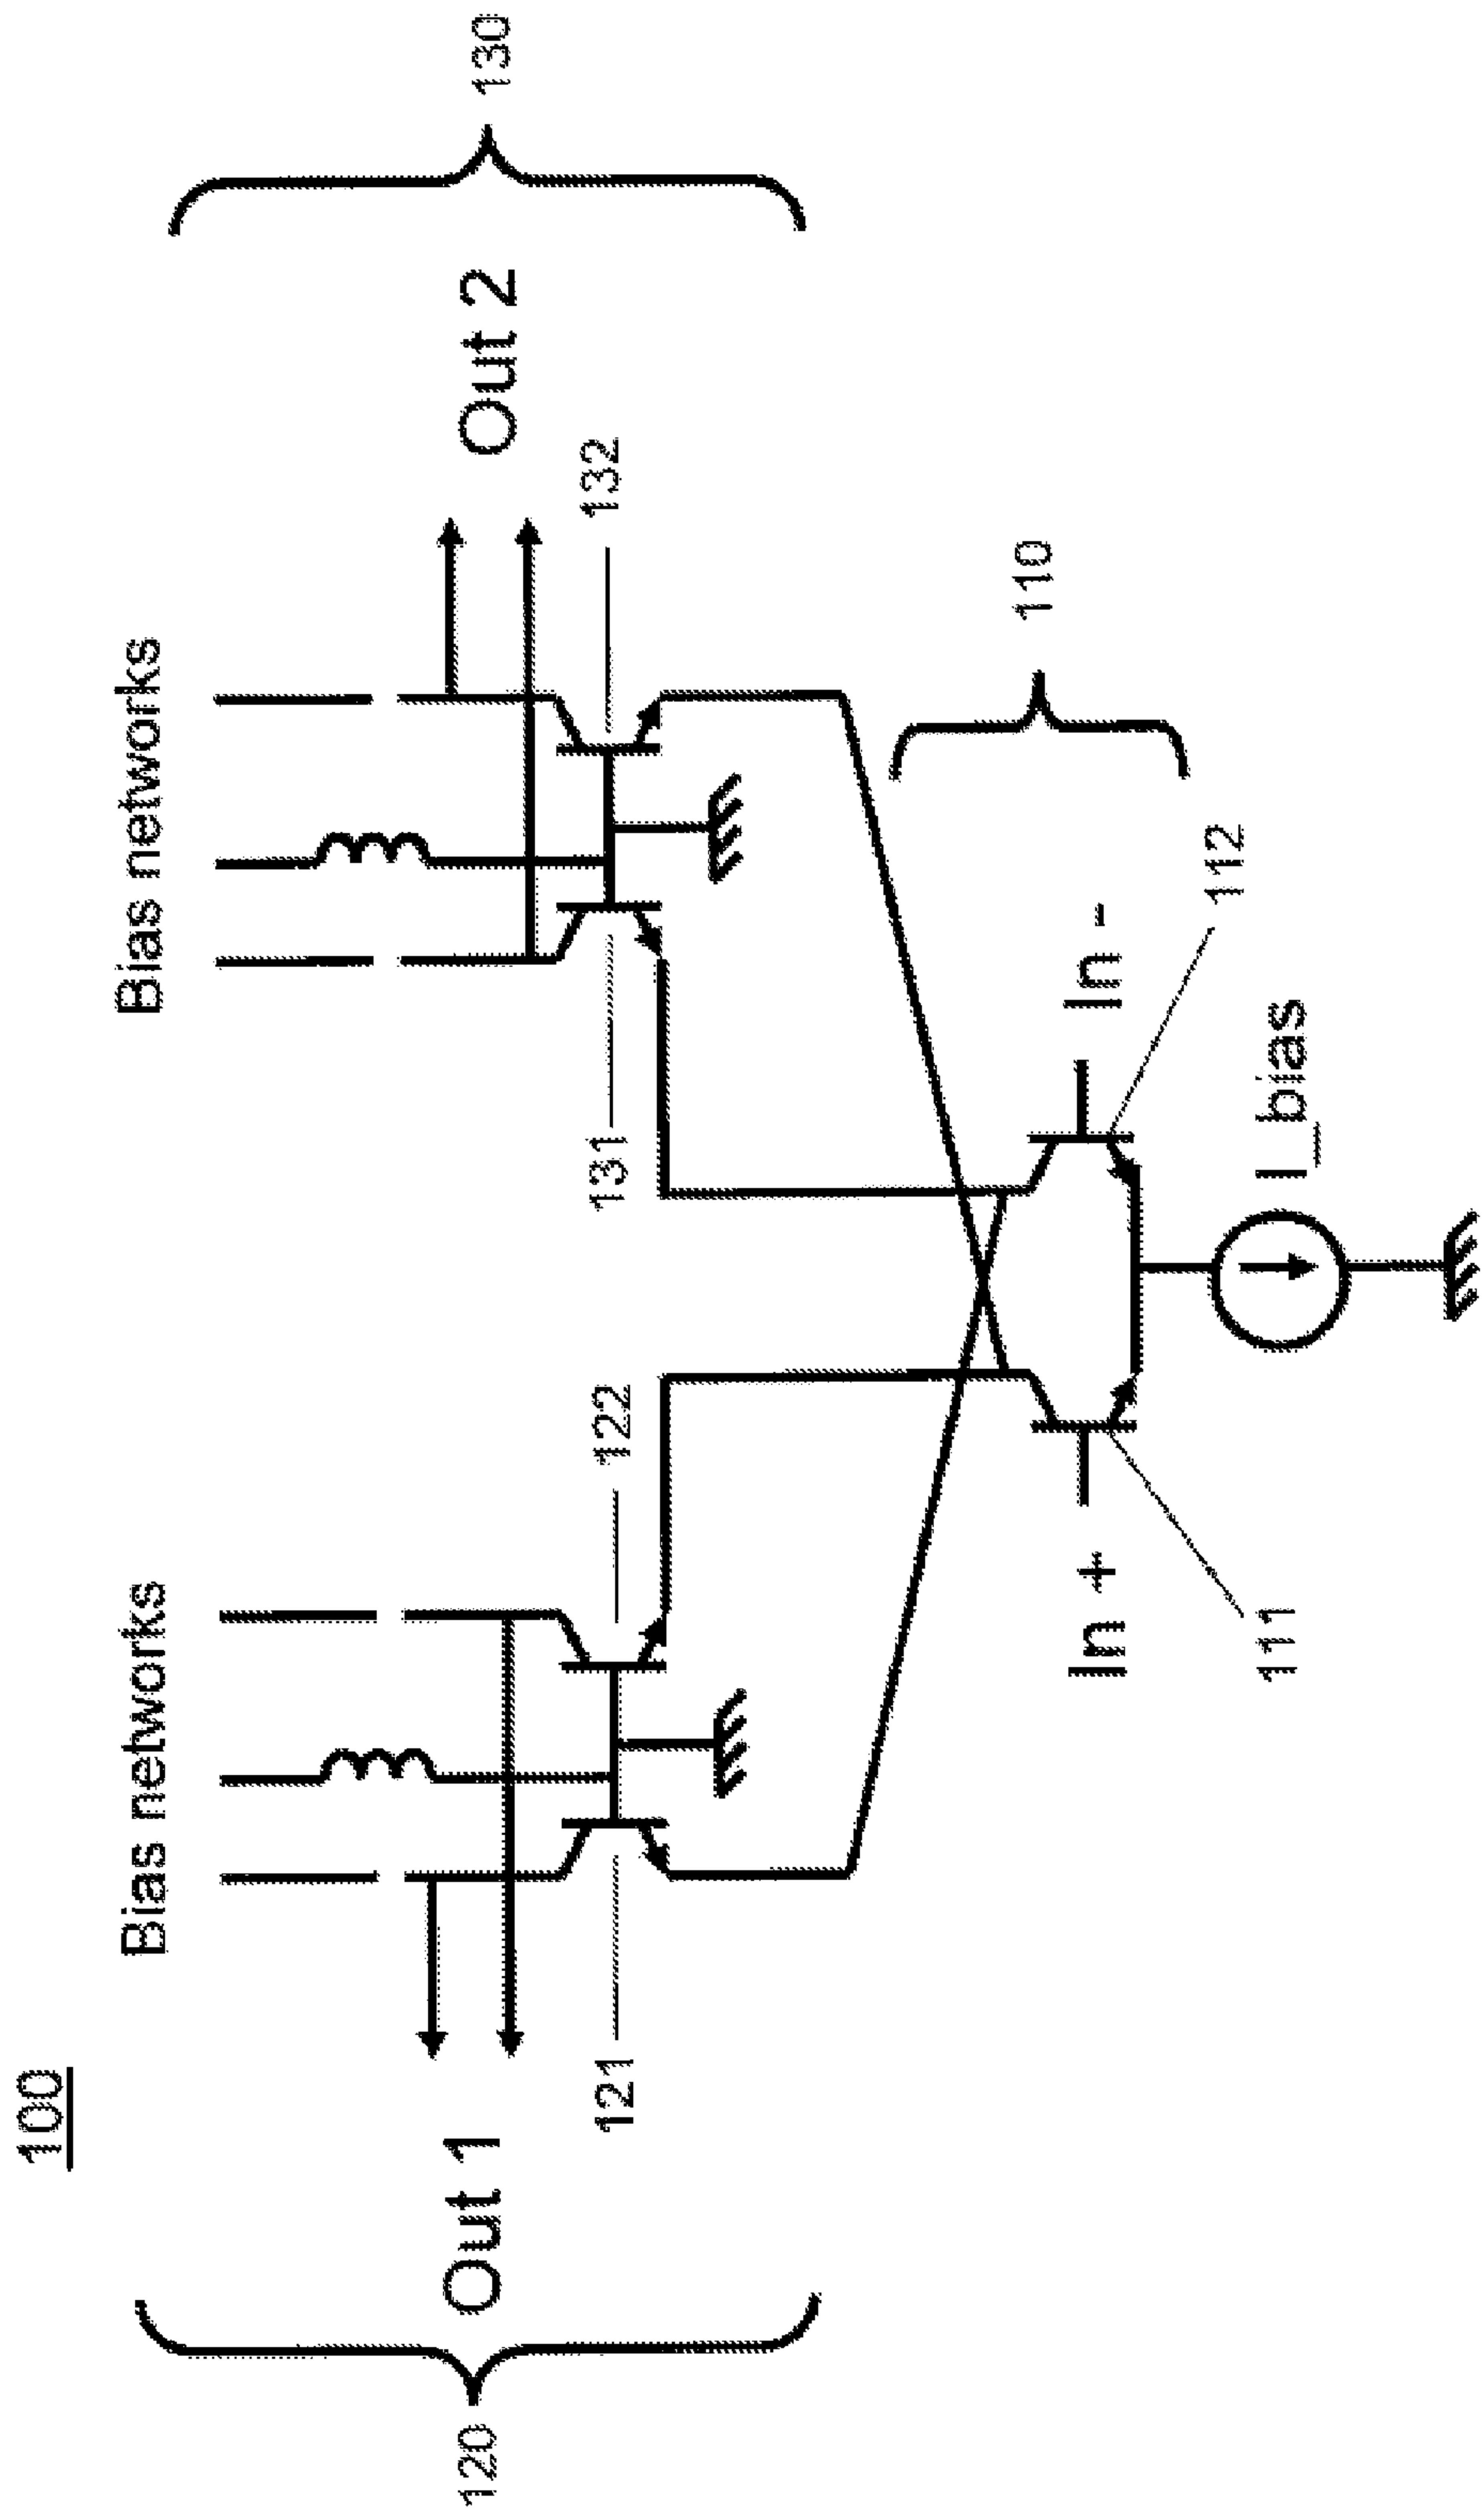 100
Bias networks
Bias networks
120
Out 1
Out 2
130
121
122
131
132
110
In +
In -
111
112
I_bias